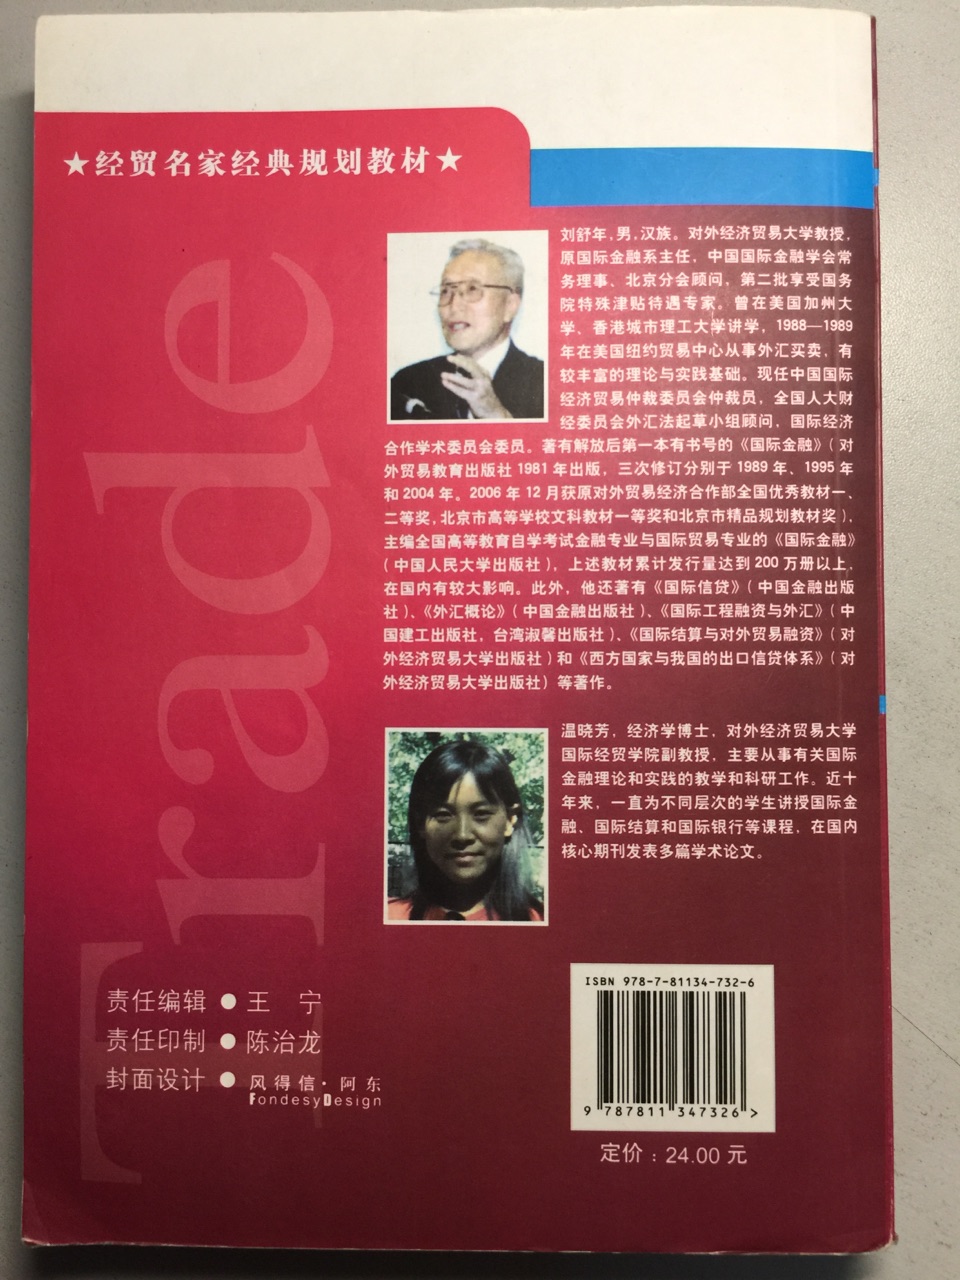 ★经贸名家经典规划教材★
刘舒年,男,汉族。对外经济贸易大学教授,
原国际金融系主任,中国国际金融学会常
务理事、北京分会顾问,第二批享受国务
院特殊津贴待遇专家。曾在美国加州大
学、香港城市理工大学讲学,1988—1989
年在美国纽约贸易中心从事外汇买卖,有
较丰富的理论与实践基础。现任中国国际
经济贸易仲裁委员会仲裁员,全国人大财
经委员会外汇法起草小组顾问,国际经济
合作学术委员会委员。著有解放后第一本有书号的《国际金融》(对
外贸易教育出版社1981年出版,三次修订分别于1989年、1995年
和2004年。2006年12月获原对外贸易经济合作部全国优秀教材一、
二等奖,北京市高等学校文科教材一等奖和北京市精品规划教材奖),
主编全国高等教育自学考试金融专业与国际贸易专业的《国际金融》
(中国人民大学出版社),上述教材累计发行量达到200万册以上,
在国内有较大影响。此外,他还著有《国际信贷》(中国金融出版
社)、《外汇概论》(中国金融出版社)、《国际工程融资与外汇》(中
国建工出版社,台湾淑馨出版社)、《国际结算与对外贸易融资》(对
外经济贸易大学出版社)和《西方国家与我国的出口信贷体系》(对
外经济贸易大学出版社)等著作。
温晓芳,经济学博士,对外经济贸易大学
国际经贸学院副教授,主要从事有关国际
金融理论和实践的教学和科研工作。近十
年来,一直为不同层次的学生讲授国际金
融、国际结算和国际银行等课程,在国内
核心期刊发表多篇学术论文。
Trade
责任编辑●王 宁
责任印制●陈治龙
封面设计●风得信·阿东
FondesyDesign
ISBN 978-7-81134-732-6
9 787811 347326 >
定价:24.00元